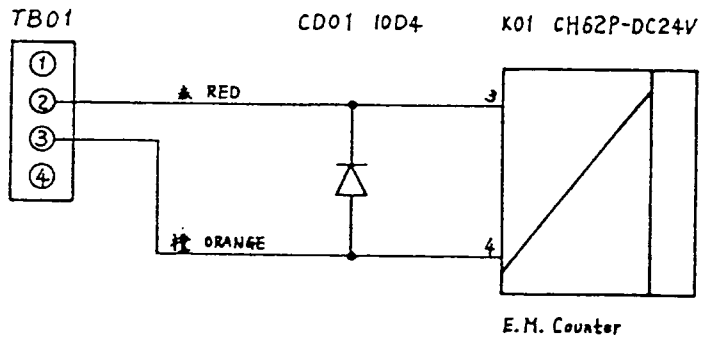 TB01
CD01 10D4
K01 CH62P-DC24V
①
②
③
④
RED
3
ORANGE
4
E.M. Counter